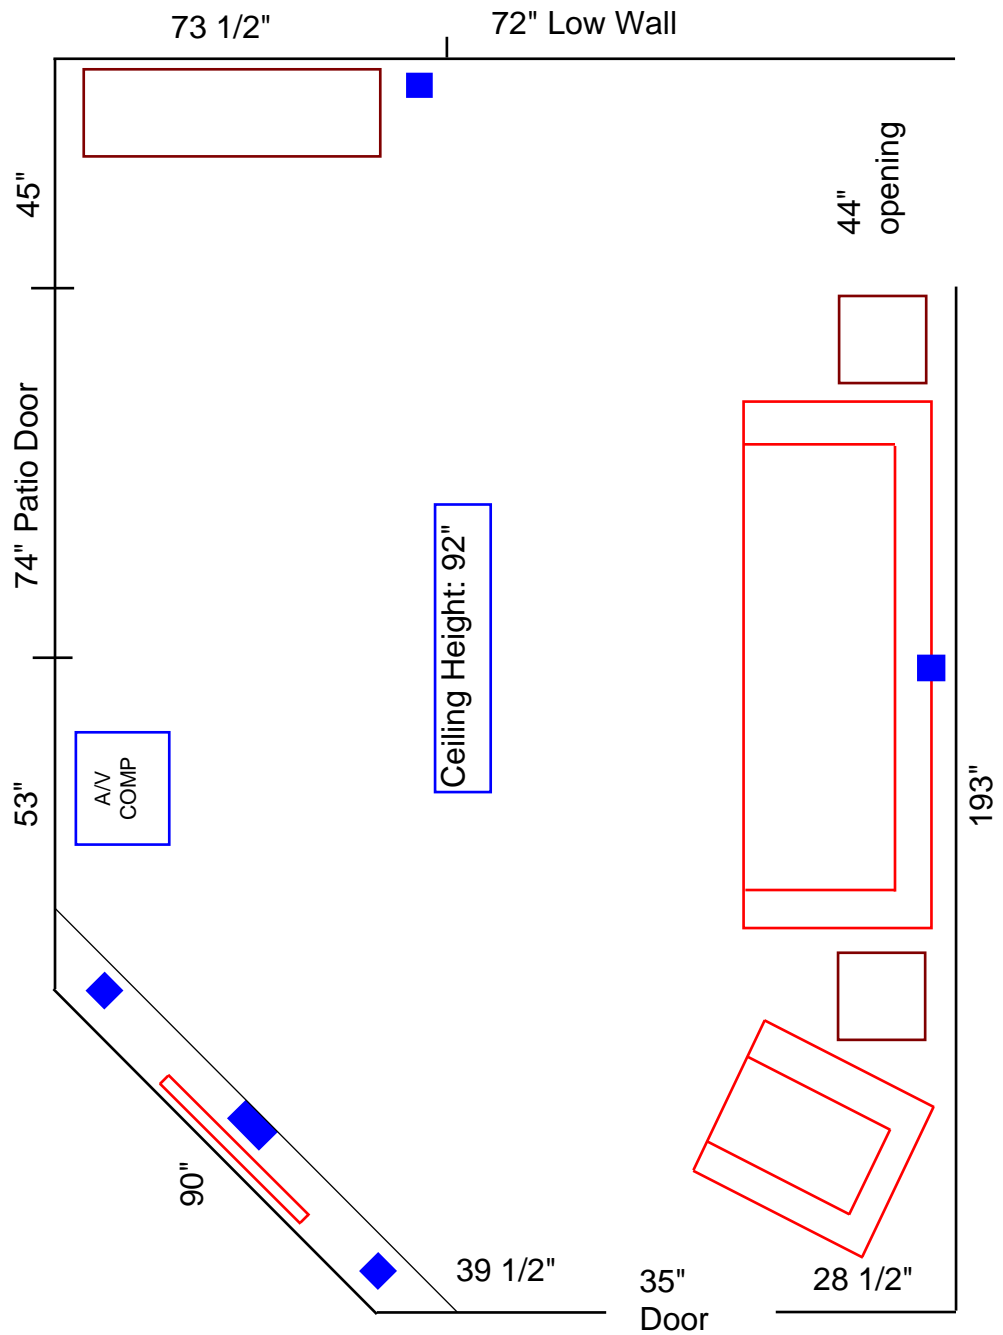 73 1/2"
72" Low Wall
45"
44"
opening
74" Patio Door
Ceiling Height: 92"
53"
A/V
COMP
193"
90"
39 1/2"
35"
Door
28 1/2"